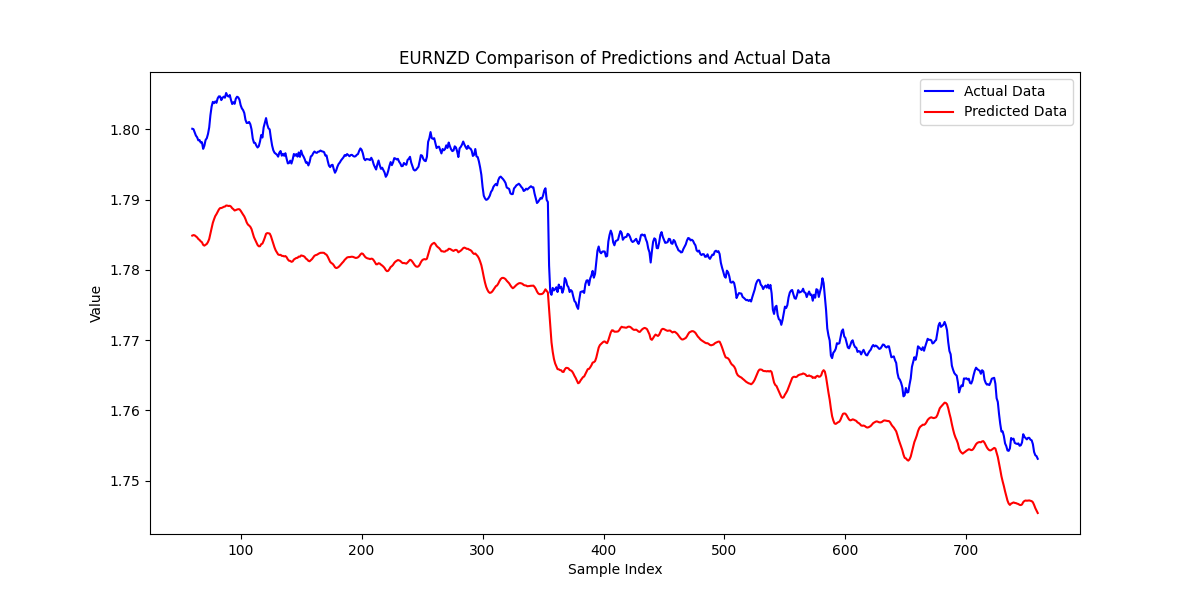 EURNZD Comparison of Predictions and Actual Data
Actual Data
Predicted Data
Value
1.80
1.79
1.78
1.77
1.76
1.75
100 200 300 400 500 600 700
Sample Index